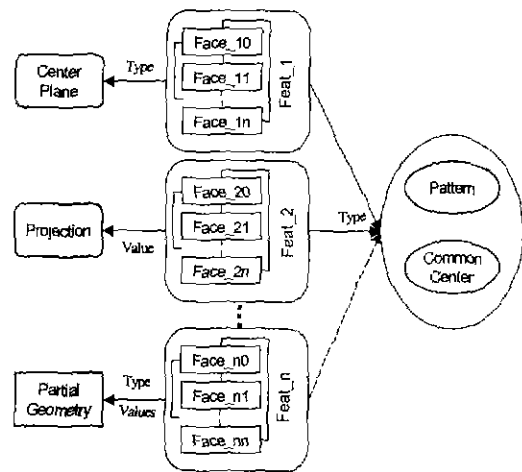 Face_10
Center
Plane
Type
Face_11
Feat_1
Face_1n
Face_20
Projection
Value
Face_21
Feat_2
Face_2n
Type
Pattern
Common
Center
Face_n0
Partial
Geometry
Type
Values
Face_n1
Feat_n
Face_nn